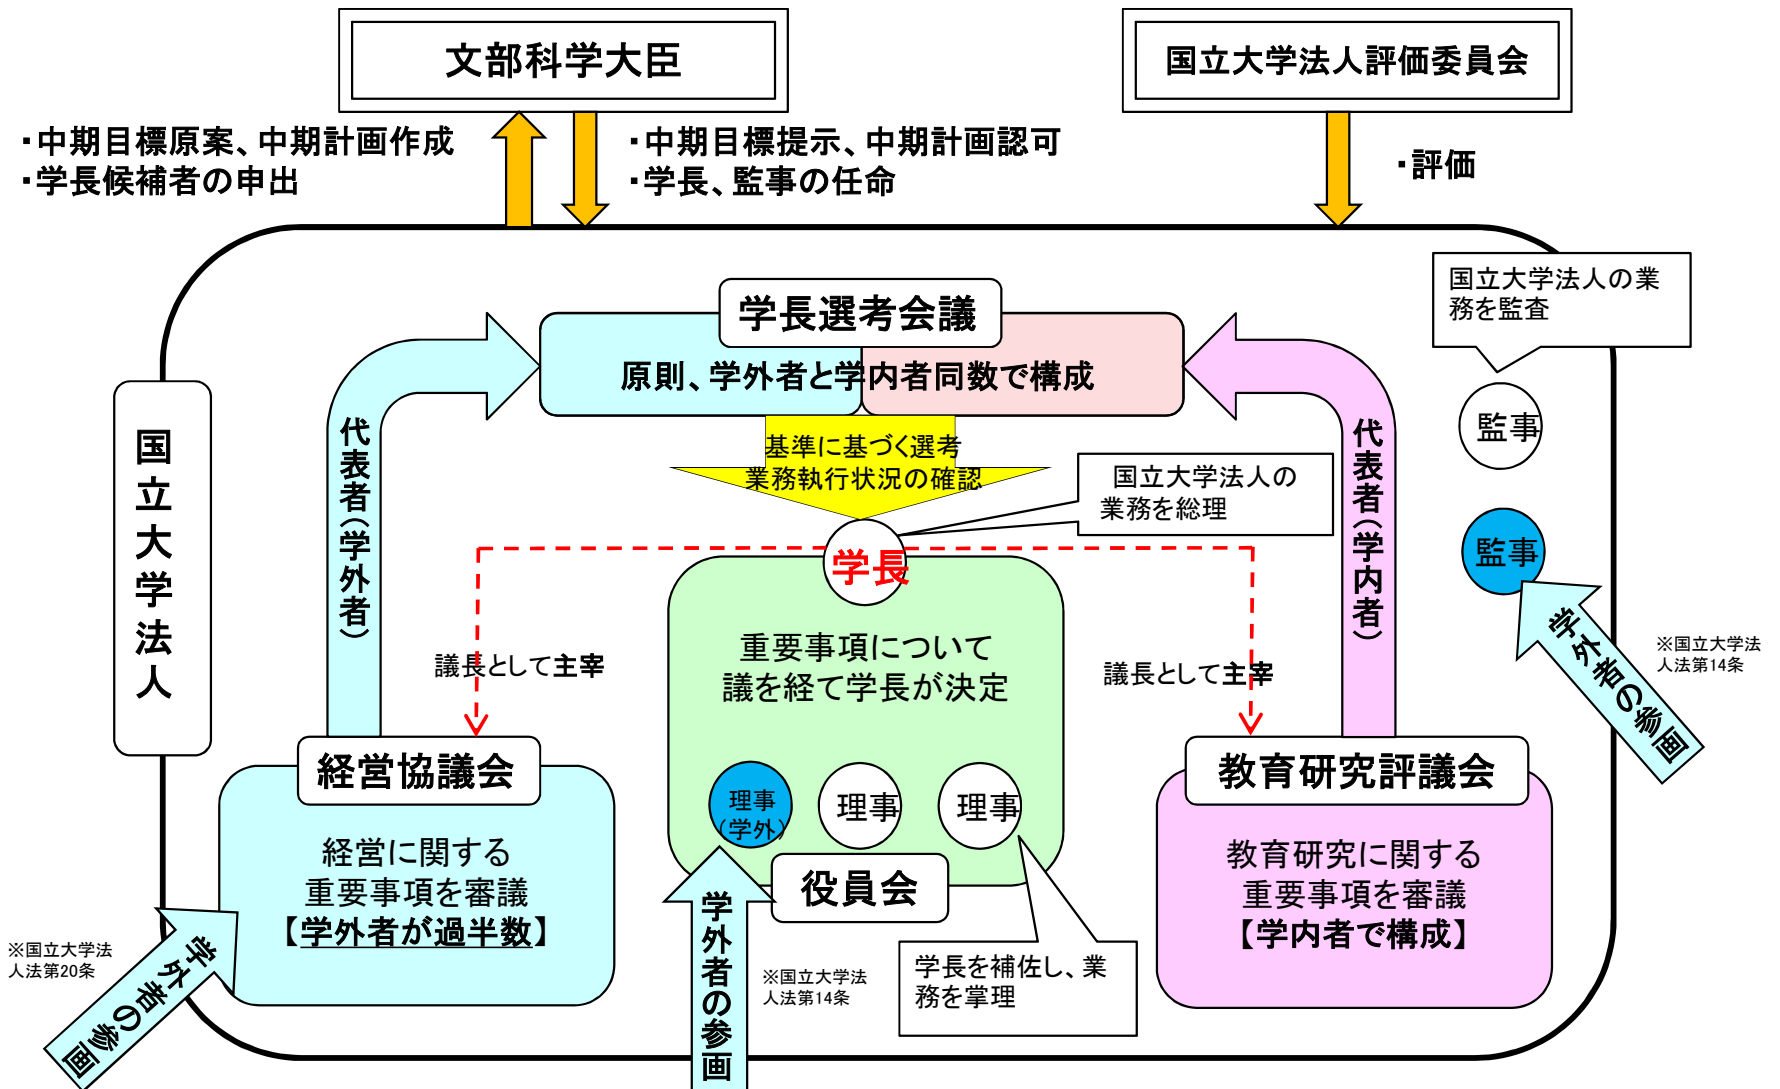 文部科学大臣
国立大学法人評価委員会
・中期目標原案、中期計画作成
・学長候補者の申出
・中期目標提示、中期計画認可
・学長、監事の任命
・評価
国立大学法人の業
務を監査
学長選考会議
原則、学外者と学内者同数で構成
国立大学法人
代表者(学外者)
代表者(学内者)
基準に基づく選考
業務執行状況の確認
国立大学法人の
業務を総理
監事
監事
学外者の参画
※国立大学法
人法第14条
学長
重要事項について
議を経て学長が決定
議長として主宰
議長として主宰
経営協議会
経営に関する
重要事項を審議
【学外者が過半数】
学外者の参画
※国立大学法
人法第20条
理事
(学外)
理事
理事
役員会
学外者の参画
※国立大学法
人法第14条
学長を補佐し、業
務を掌理
教育研究評議会
教育研究に関する
重要事項を審議
【学内者で構成】